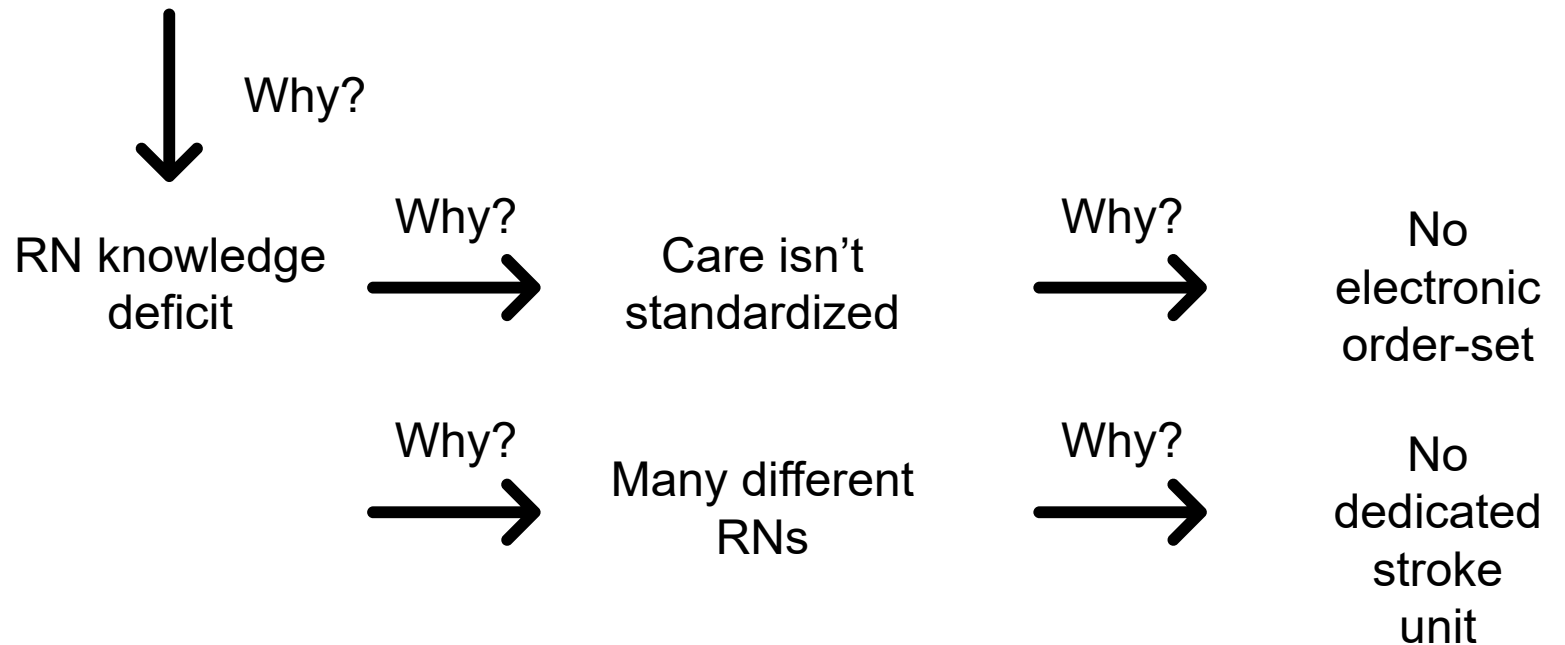 Why?
RN knowledge
deficit
Why?
Care isn’t
standardized
Why?
No
electronic
order-set
Why?
Many different
RNs
Why?
No
dedicated
stroke
unit